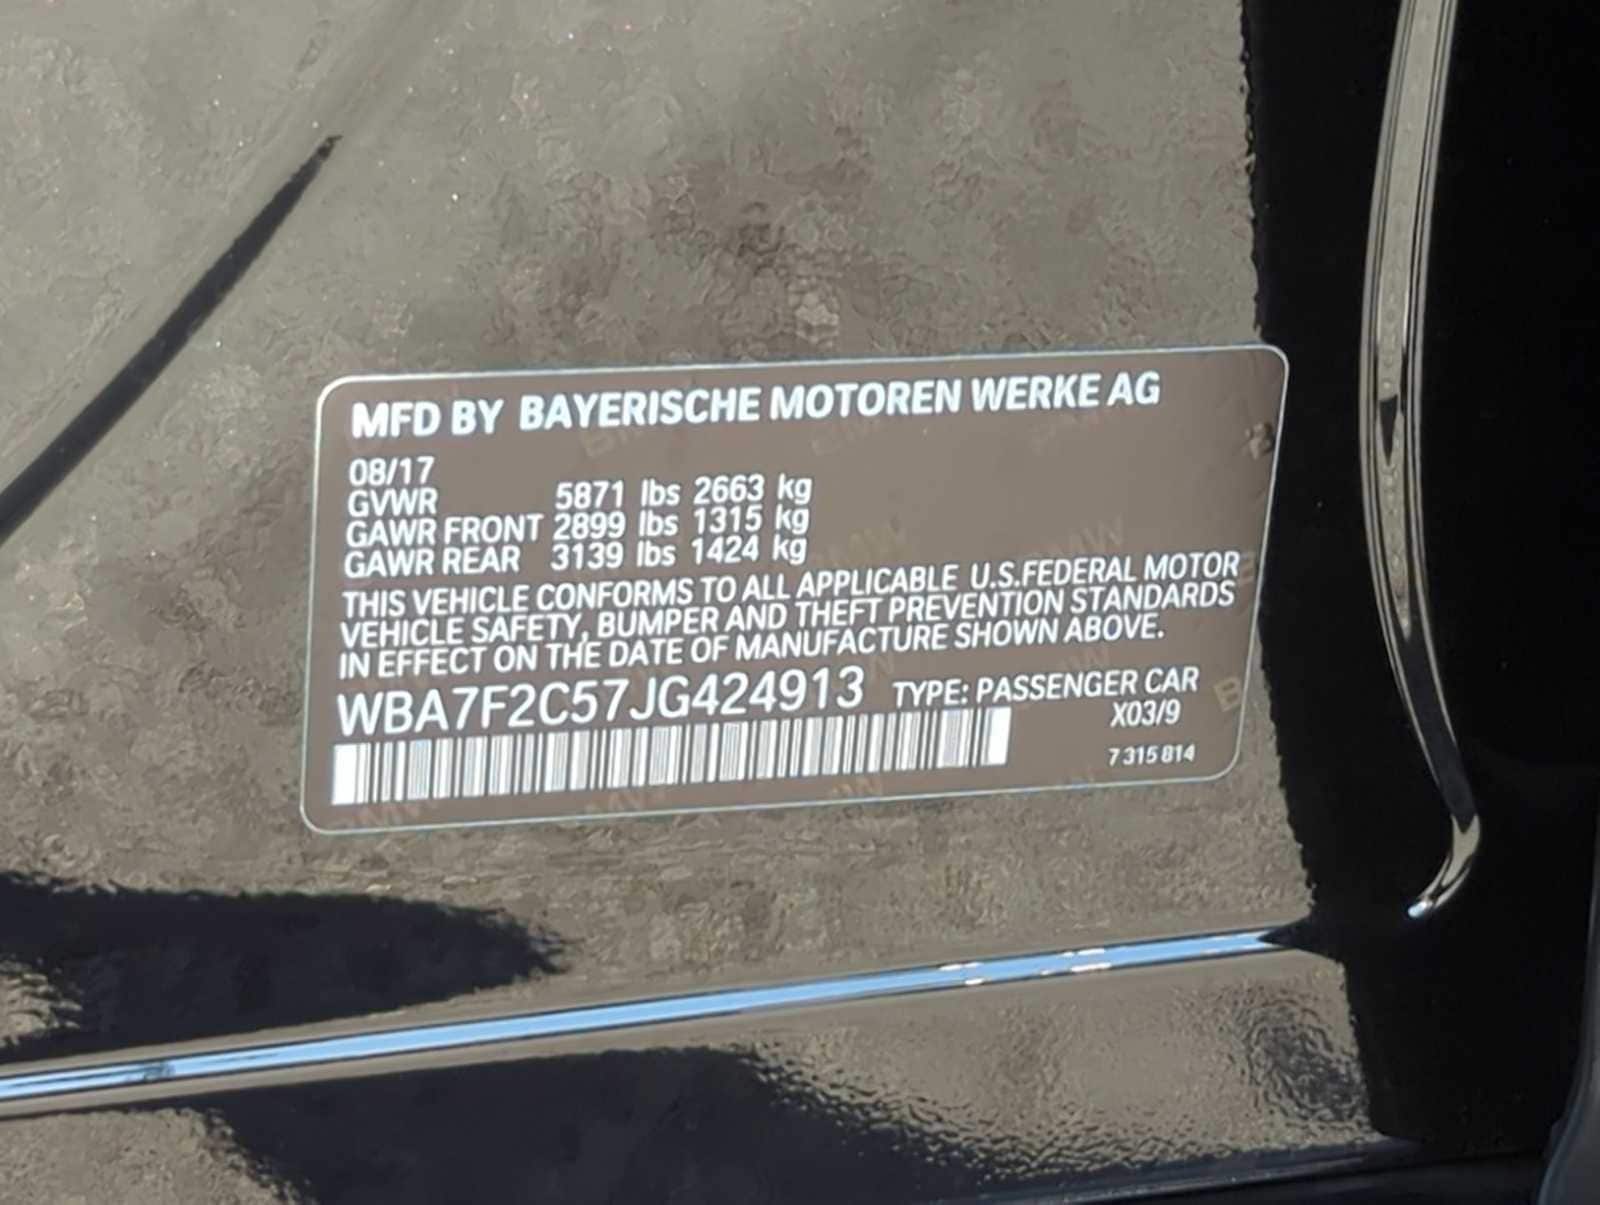 MFD BY BAYERISCHE MOTOREN WERKE AG
08/17
GVWR 5871 lbs 2663 kg
GAWR FRONT 2899 lbs 1315 kg
GAWR REAR 3139 lbs 1424 kg
THIS VEHICLE CONFORMS TO ALL APPLICABLE U.S.FEDERAL MOTOR
VEHICLE SAFETY, BUMPER AND THEFT PREVENTION STANDARDS
IN EFFECT ON THE DATE OF MANUFACTURE SHOWN ABOVE.
WBA7F2C57JG424913 TYPE: PASSENGER CAR
X03/9
7 315 814